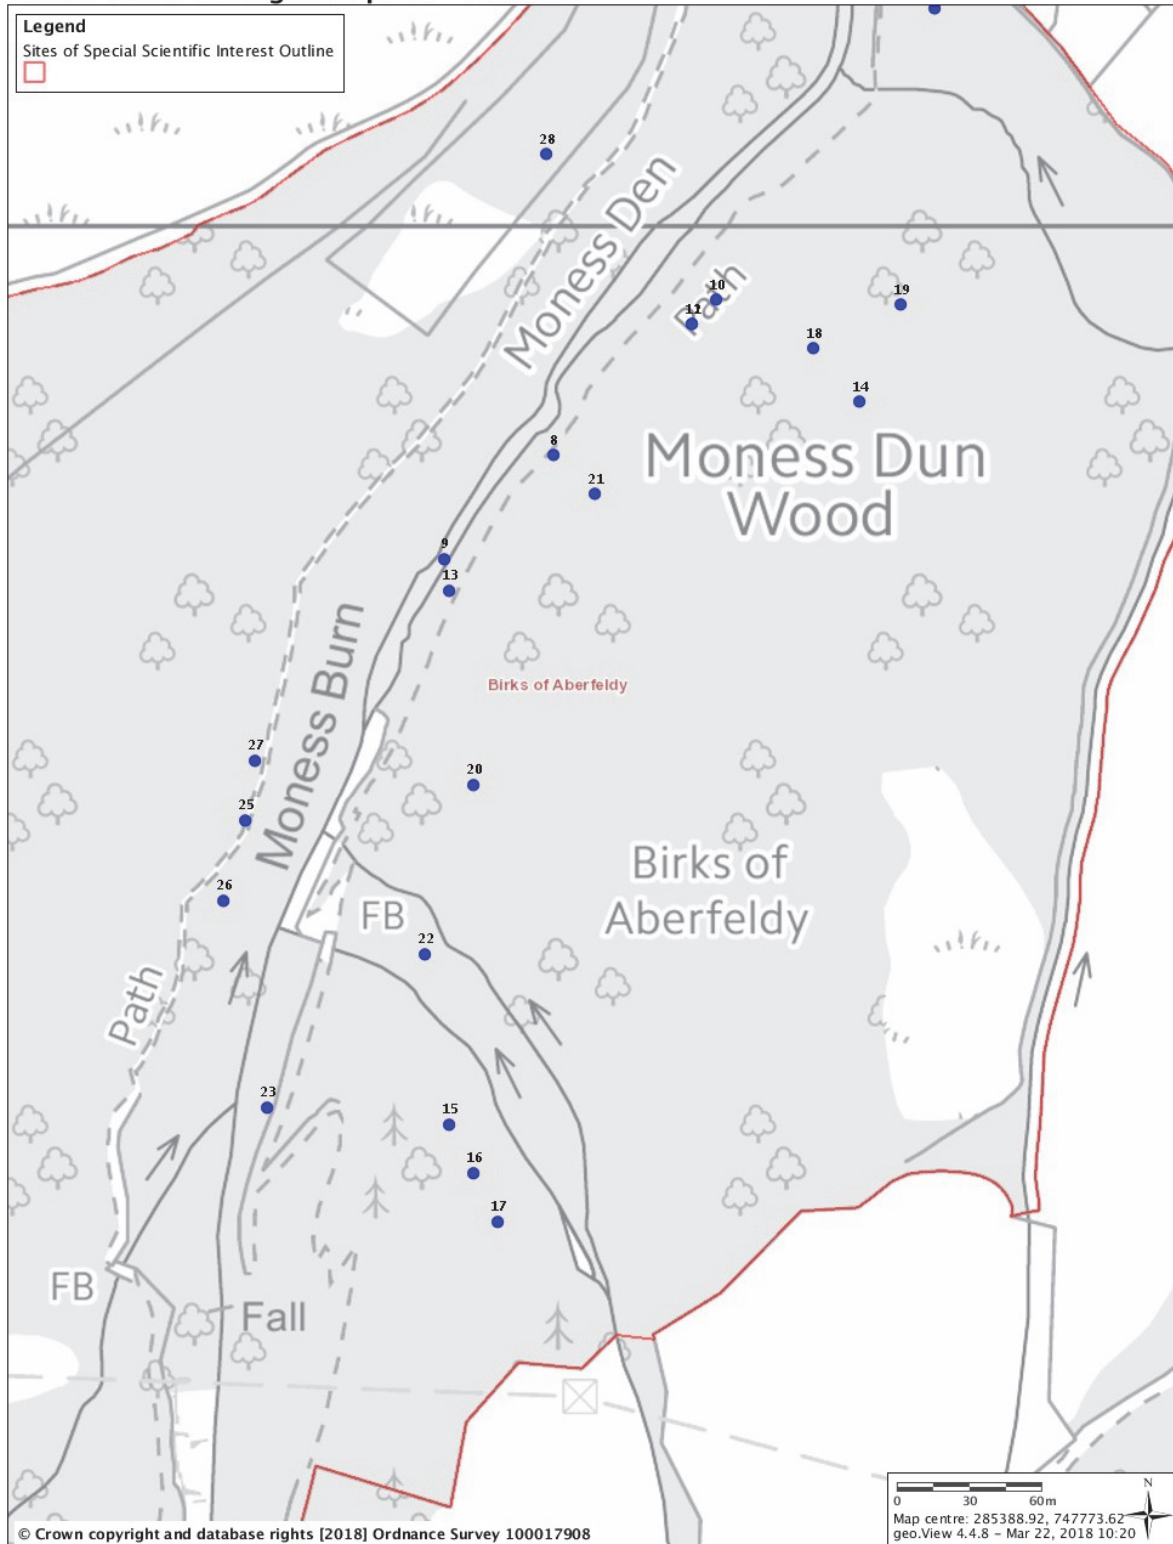 Legend
Sites of Special Scientific Interest Outline
28
Moness Den
Path
10
11
19
18
14
8
21
Moness Dun
Wood
9
13
Moness Burn
Birks of Aberfeldy
27
20
25
Birks of
Aberfeldy
26
FB
22
Path
23
15
16
17
FB
Fall
0 30 60m
N
Map centre: 285388.92, 747773.62
geo.View 4.4.8 - Mar 22, 2018 10:20
© Crown copyright and database rights [2018] Ordnance Survey 100017908